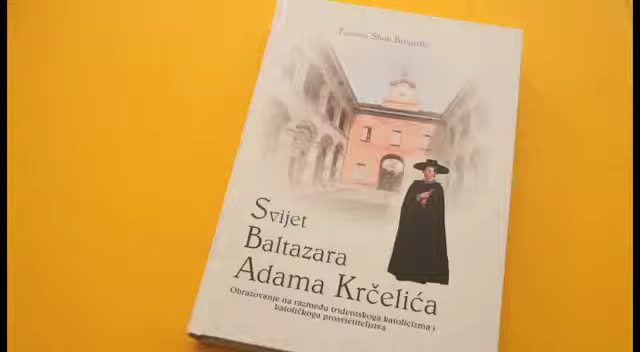 Svijet
Baltazara
Adama Krčelića
Obrazovanje na razmeđu tridentskoga katolicizma i
katoličkoga prosvjetiteljstva